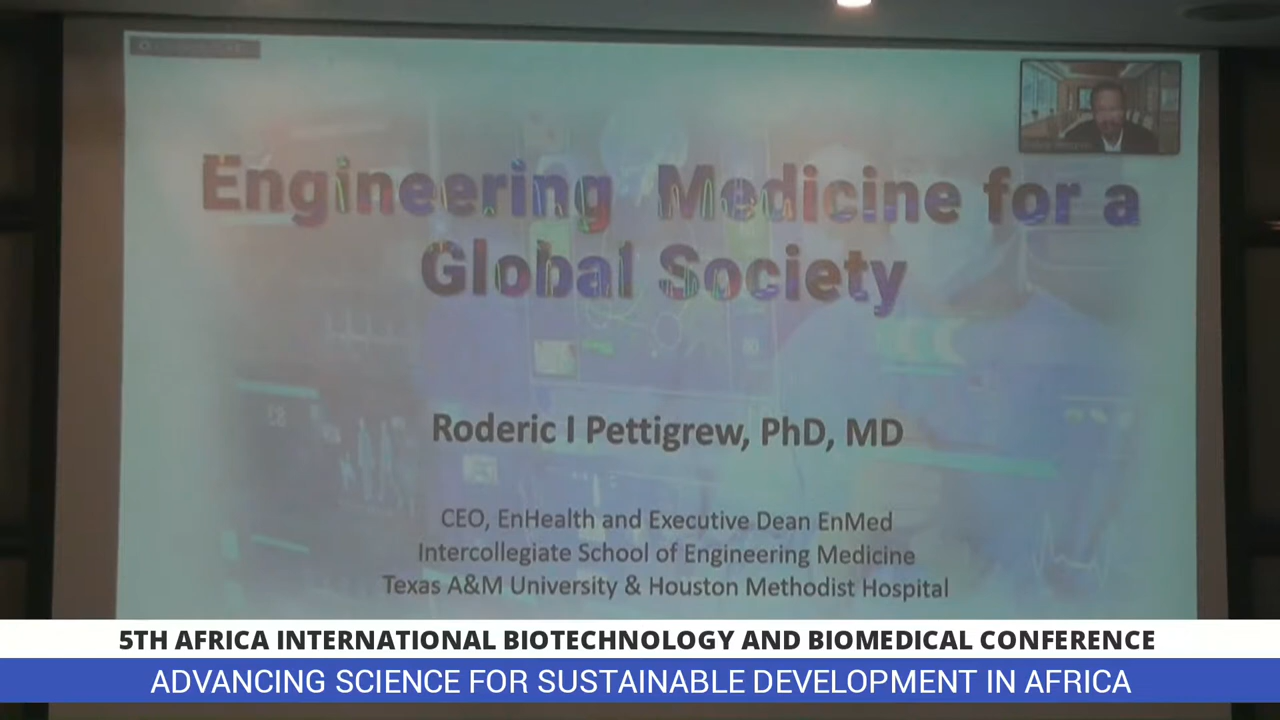 Engineering Medicine for a
Global Society
Roderic I Pettigrew, PhD, MD
CEO, EnHealth and Executive Dean EnMed
Intercollegiate School of Engineering Medicine
Texas A&M University & Houston Methodist Hospital
5TH AFRICA INTERNATIONAL BIOTECHNOLOGY AND BIOMEDICAL CONFERENCE
ADVANCING SCIENCE FOR SUSTAINABLE DEVELOPMENT IN AFRICA